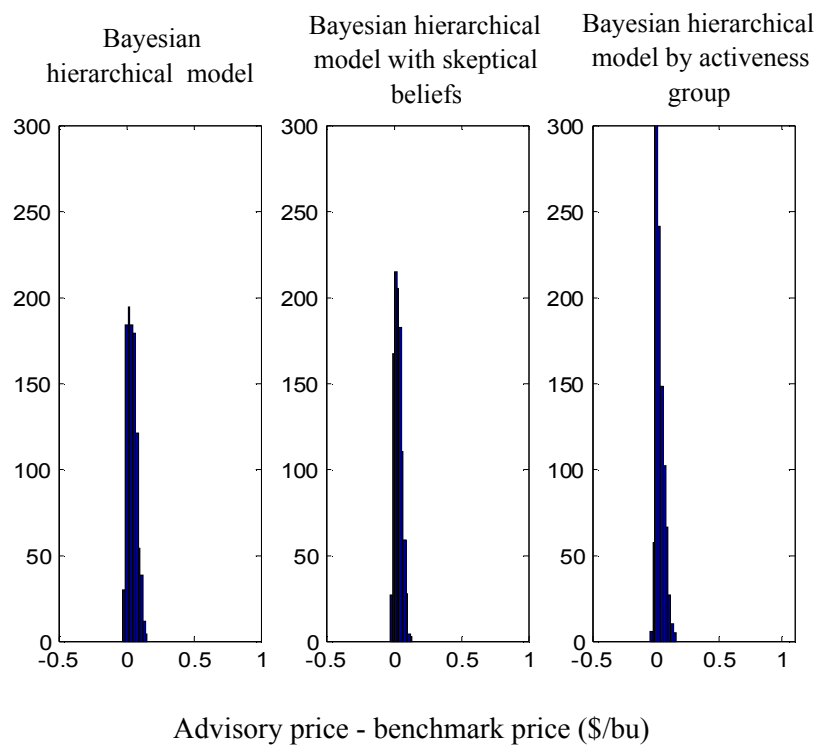 Bayesian
hierarchical model
Bayesian hierarchical
model with skeptical
beliefs
Bayesian hierarchical
model by activeness
group
300
250
200
150
100
50
0
-0.5 0 0.5 1
300
250
200
150
100
50
0
-0.5 0 0.5 1
300
250
200
150
100
50
0
-0.5 0 0.5 1
Advisory price - benchmark price ($/bu)